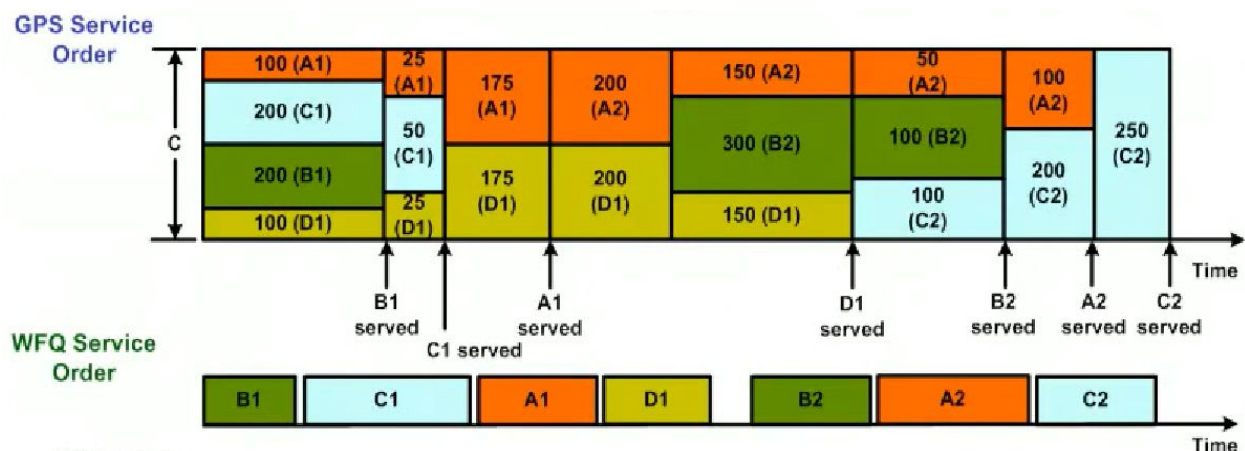 GPS Service
Order
C
100 (A1)
200 (C1)
200 (B1)
100 (D1)
25
(A1)
50
(C1)
25
(D1)
175
(A1)
175
(D1)
200
(A2)
200
(D1)
150 (A2)
300 (B2)
150 (D1)
50
(A2)
100 (B2)
100
(C2)
100
(A2)
200
(C2)
250
(C2)
Time
B1
served
C1 served
A1
served
D1
served
B2
served
A2
served
C2
served
WFQ Service
Order
B1
C1
A1
D1
B2
A2
C2
Time